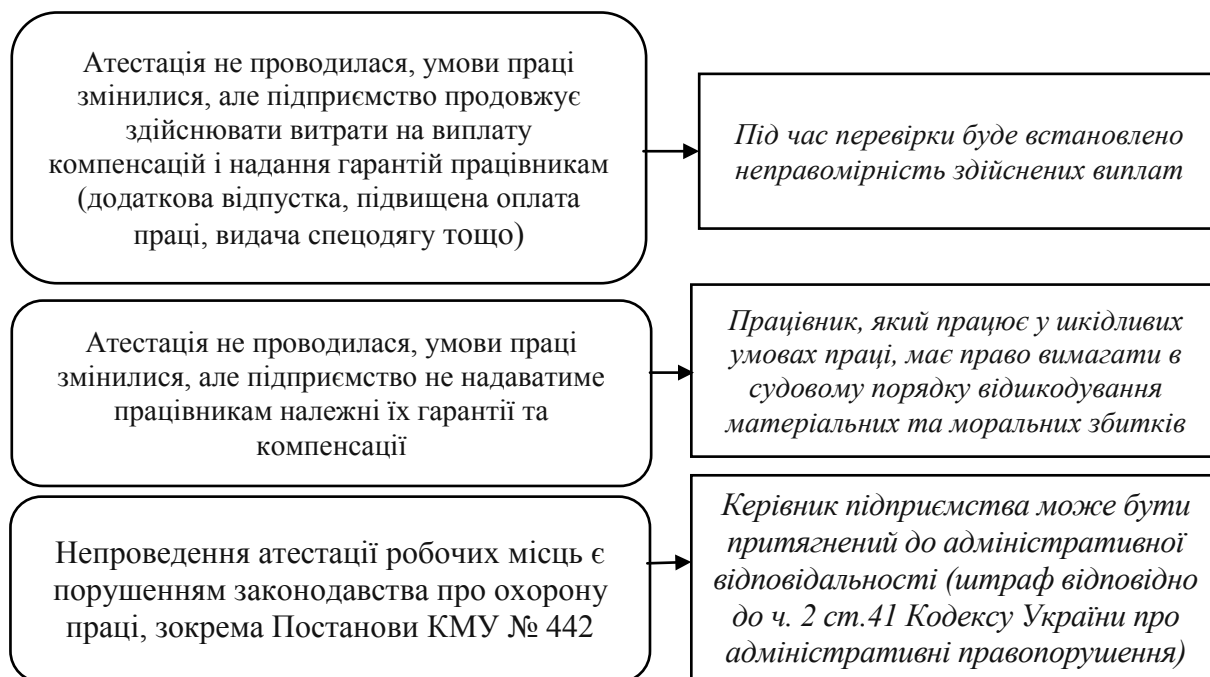 Атестація не проводилася, умови праці
змінилися, але підприємство продовжує
здійснювати витрати на виплату
компенсацій і надання гарантій працівникам
(додаткова відпустка, підвищена оплата
праці, видача спецодягу тощо)
Під час перевірки буде встановлено
неправомірність здійснених виплат
Атестація не проводилася, умови праці
змінилися, але підприємство не надаватиме
працівникам належні їх гарантії та
компенсації
Працівник, який працює у шкідливих
умовах праці, має право вимагати в
судовому порядку відшкодування
матеріальних та моральних збитків
Непроведення атестації робочих місць є
порушенням законодавства про охорону
праці, зокрема Постанови КМУ № 442
Керівник підприємства може бути
притягнений до адміністративної
відповідальності (штраф відповідно
до ч. 2 ст.41 Кодексу України про
адміністративні правопорушення)